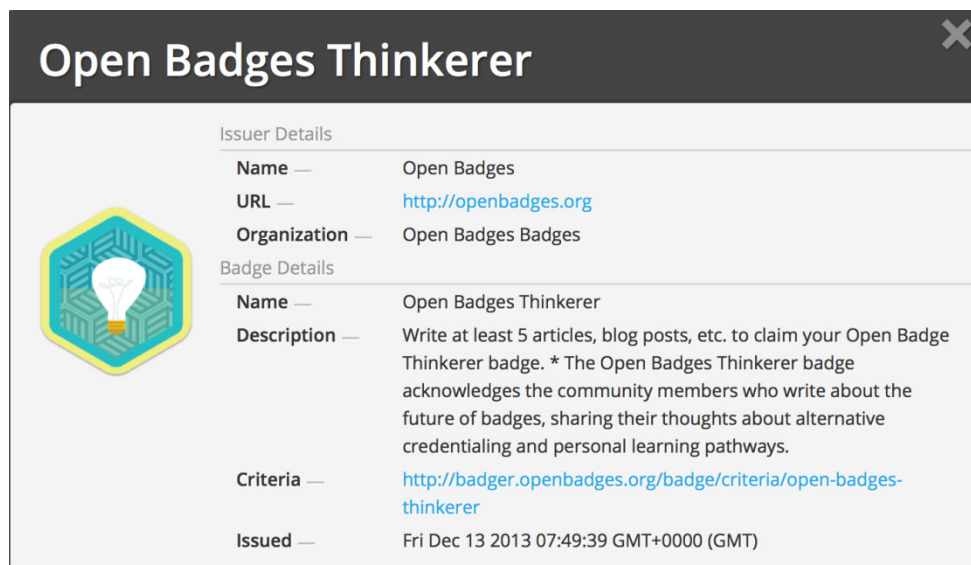 Open Badges Thinkerer
Issuer Details
Name — Open Badges
URL — http://openbadges.org
Organization — Open Badges Badges
Badge Details
Name — Open Badges Thinkerer
Description — Write at least 5 articles, blog posts, etc. to claim your Open Badge
Thinkerer badge. * The Open Badges Thinkerer badge
acknowledges the community members who write about the
future of badges, sharing their thoughts about alternative
credentialing and personal learning pathways.
Criteria — http://badger.openbadges.org/badge/criteria/open-badges-
thinkerer
Issued — Fri Dec 13 2013 07:49:39 GMT+0000 (GMT)